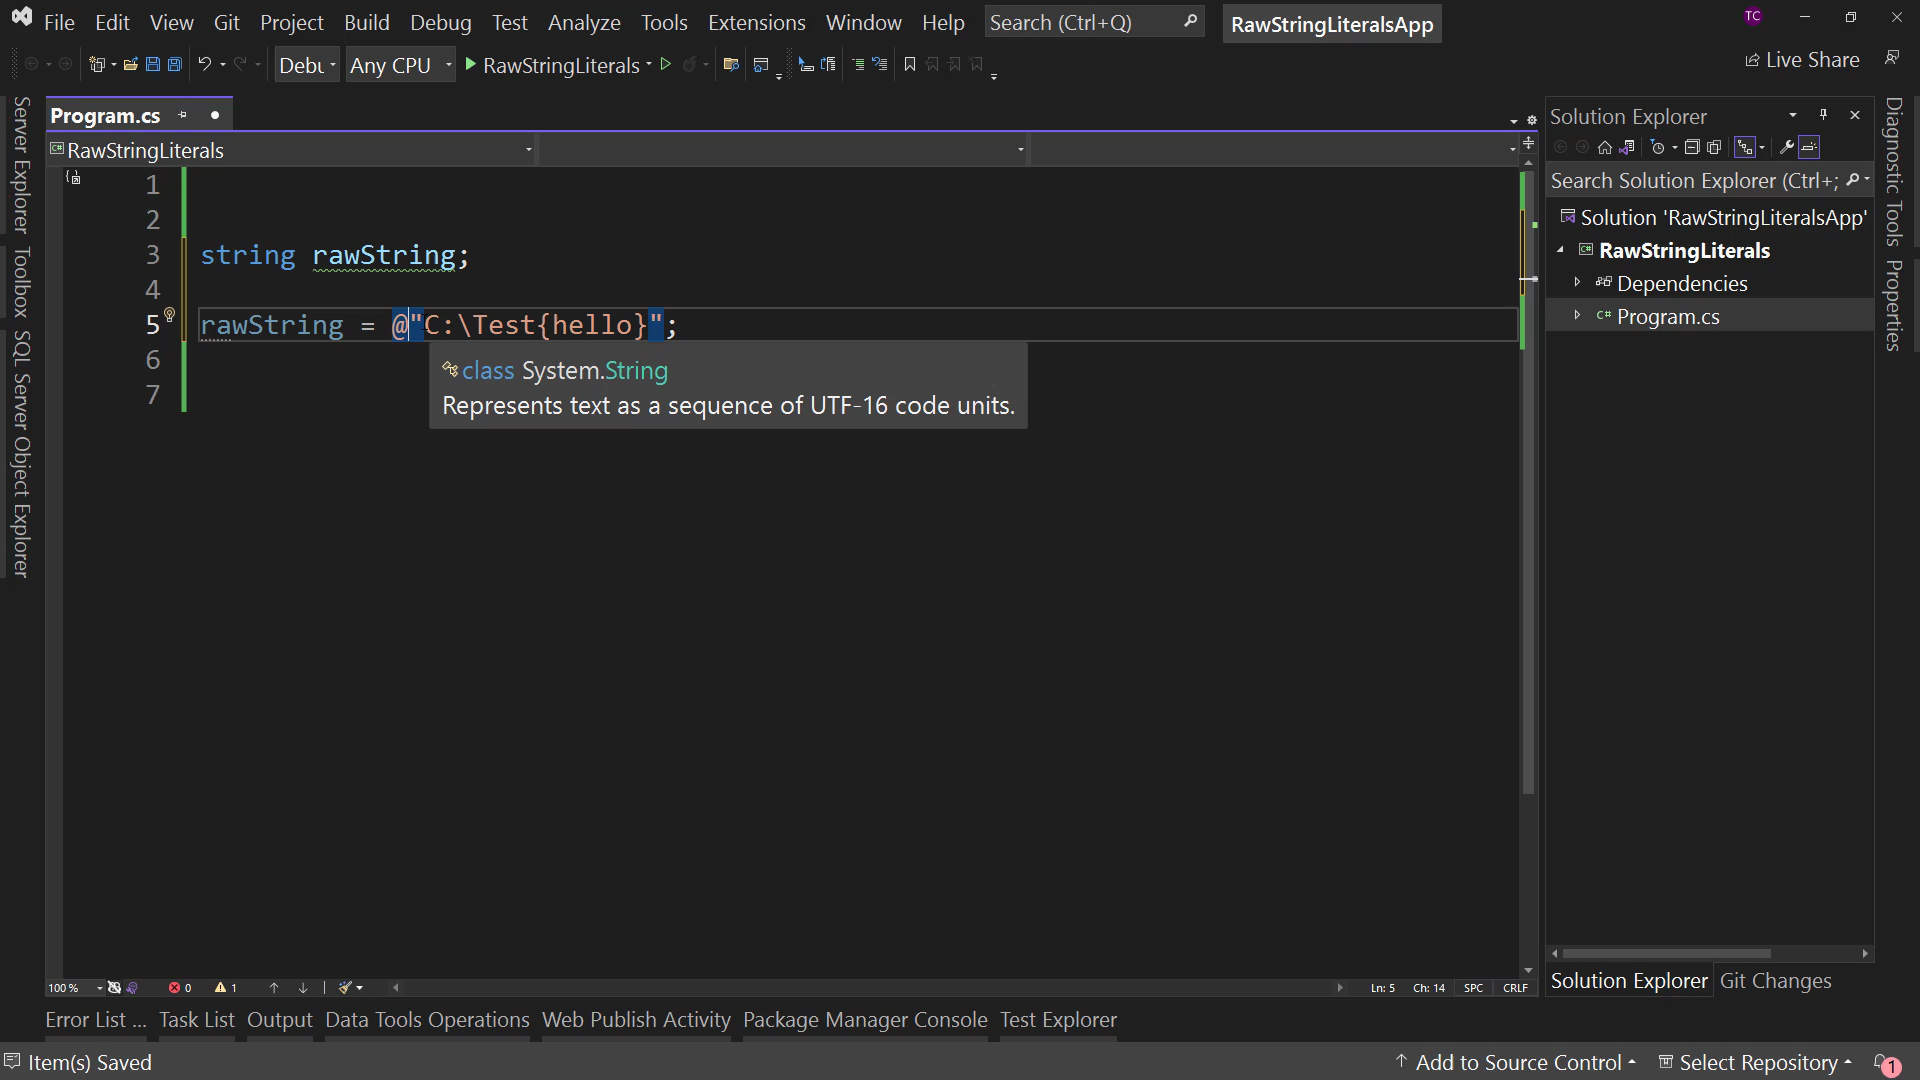 File Edit View Git Project Build Debug Test Analyze Tools Extensions Window Help Search (Ctrl+Q) RawStringLiteralsApp TC
Debu Any CPU RawStringLiterals Live Share
Server Explorer
Toolbox
SQL Server Object Explorer
Program.cs
RawStringLiterals
1
2
3 string rawString;
4
5 rawString = @"C:\Test{hello}";
6
7
class System.String
Represents text as a sequence of UTF-16 code units.
Solution Explorer
Search Solution Explorer (Ctrl+;
Solution 'RawStringLiteralsApp'
RawStringLiterals
Dependencies
C# Program.cs
Diagnostic Tools
Properties
100 % 0 1 Ln: 5 Ch: 14 SPC CRLF
Solution Explorer Git Changes
Error List ... Task List Output Data Tools Operations Web Publish Activity Package Manager Console Test Explorer
Item(s) Saved Add to Source Control Select Repository 1